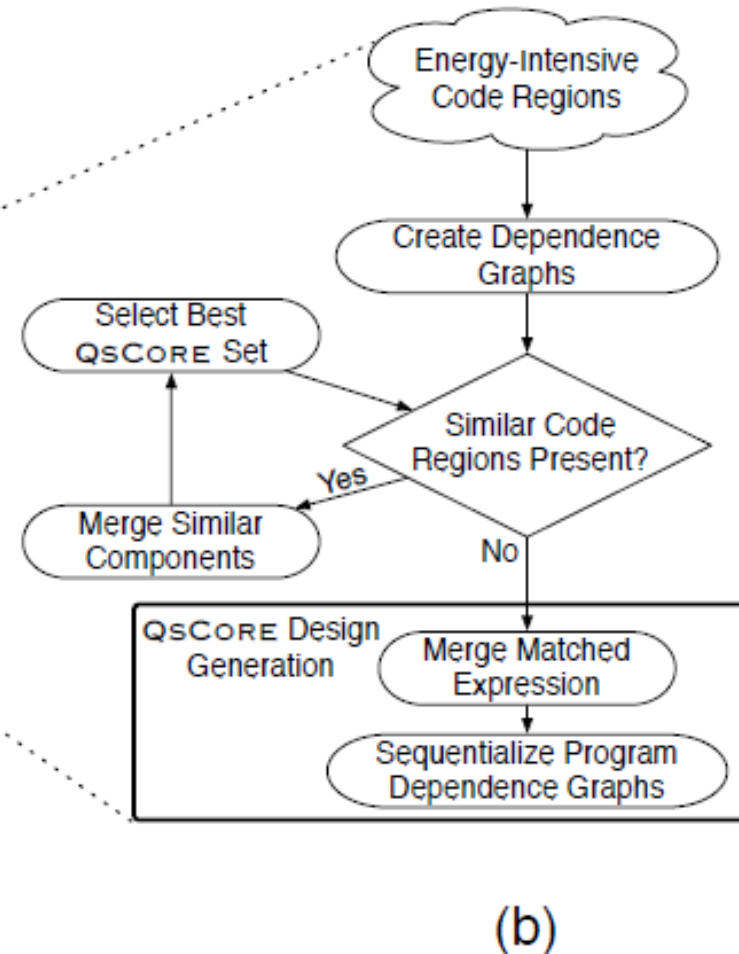 Energy-Intensive
Code Regions
Create Dependence
Graphs
Select Best
QSCORE Set
Similar Code
Regions Present?
Yes
Merge Similar
Components
No
QSCORE Design
Generation
Merge Matched
Expression
Sequentialize Program
Dependence Graphs
(b)